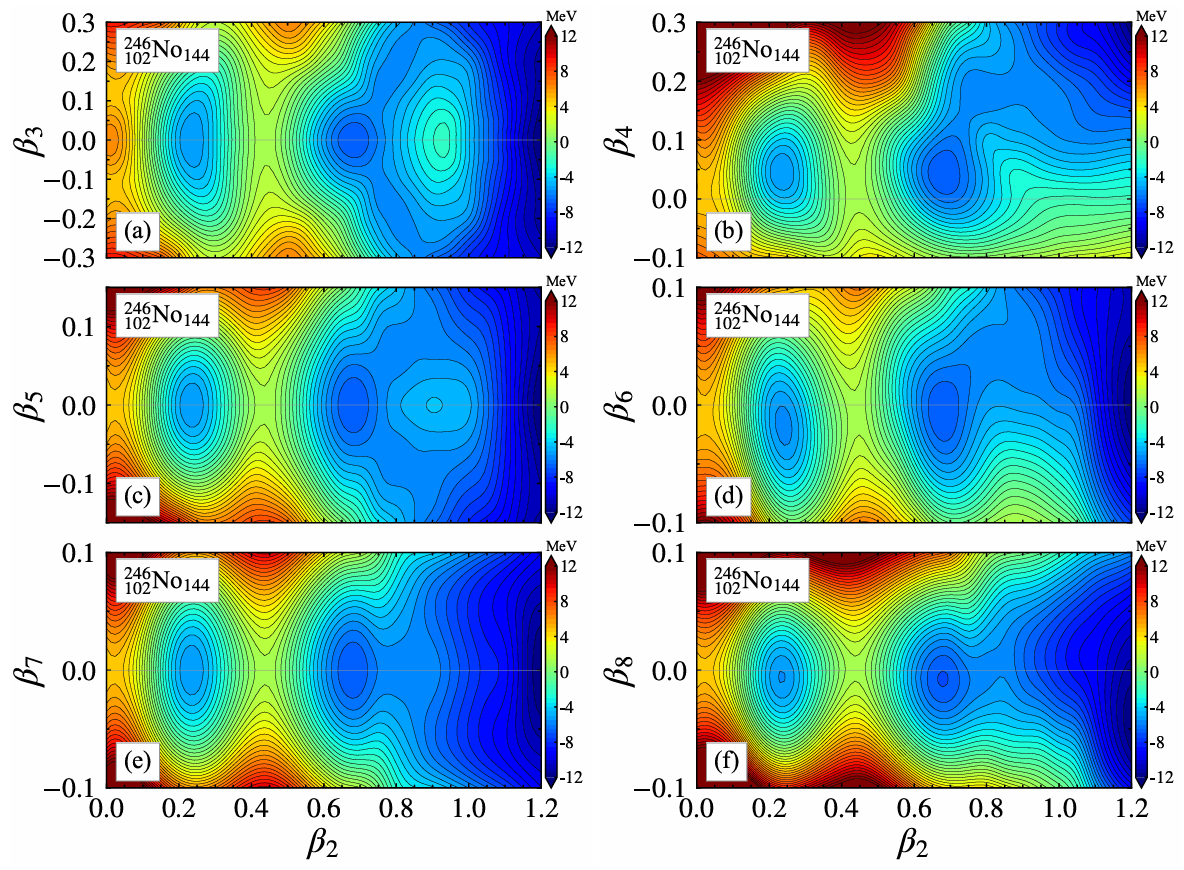 MeV MeV
0.3 12 0.3 12
²⁴⁶₁₀₂No₁₄₄ ²⁴⁶₁₀₂No₁₄₄
0.2 8 8
0.1 4 0.2 4
β₃ 0.0 0 β₄ 0.1 0
−0.1 -4 -4
−0.2 -8 0.0 -8
(a) (b)
−0.3 -12 −0.1 -12
MeV MeV
12 0.1 12
²⁴⁶₁₀₂No₁₄₄ ²⁴⁶₁₀₂No₁₄₄
0.1 8 8
4 4
β₅ 0.0 0 β₆ 0.0 0
-4 -4
−0.1 -8 -8
(c) (d)
-12 −0.1 -12
MeV MeV
0.1 12 0.1 12
²⁴⁶₁₀₂No₁₄₄ ²⁴⁶₁₀₂No₁₄₄
8 8
4 4
β₇ 0.0 0 β₈ 0.0 0
-4 -4
-8 -8
(e) (f)
−0.1 -12 −0.1 -12
0.0 0.2 0.4 0.6 0.8 1.0 1.2 0.0 0.2 0.4 0.6 0.8 1.0 1.2
β₂ β₂